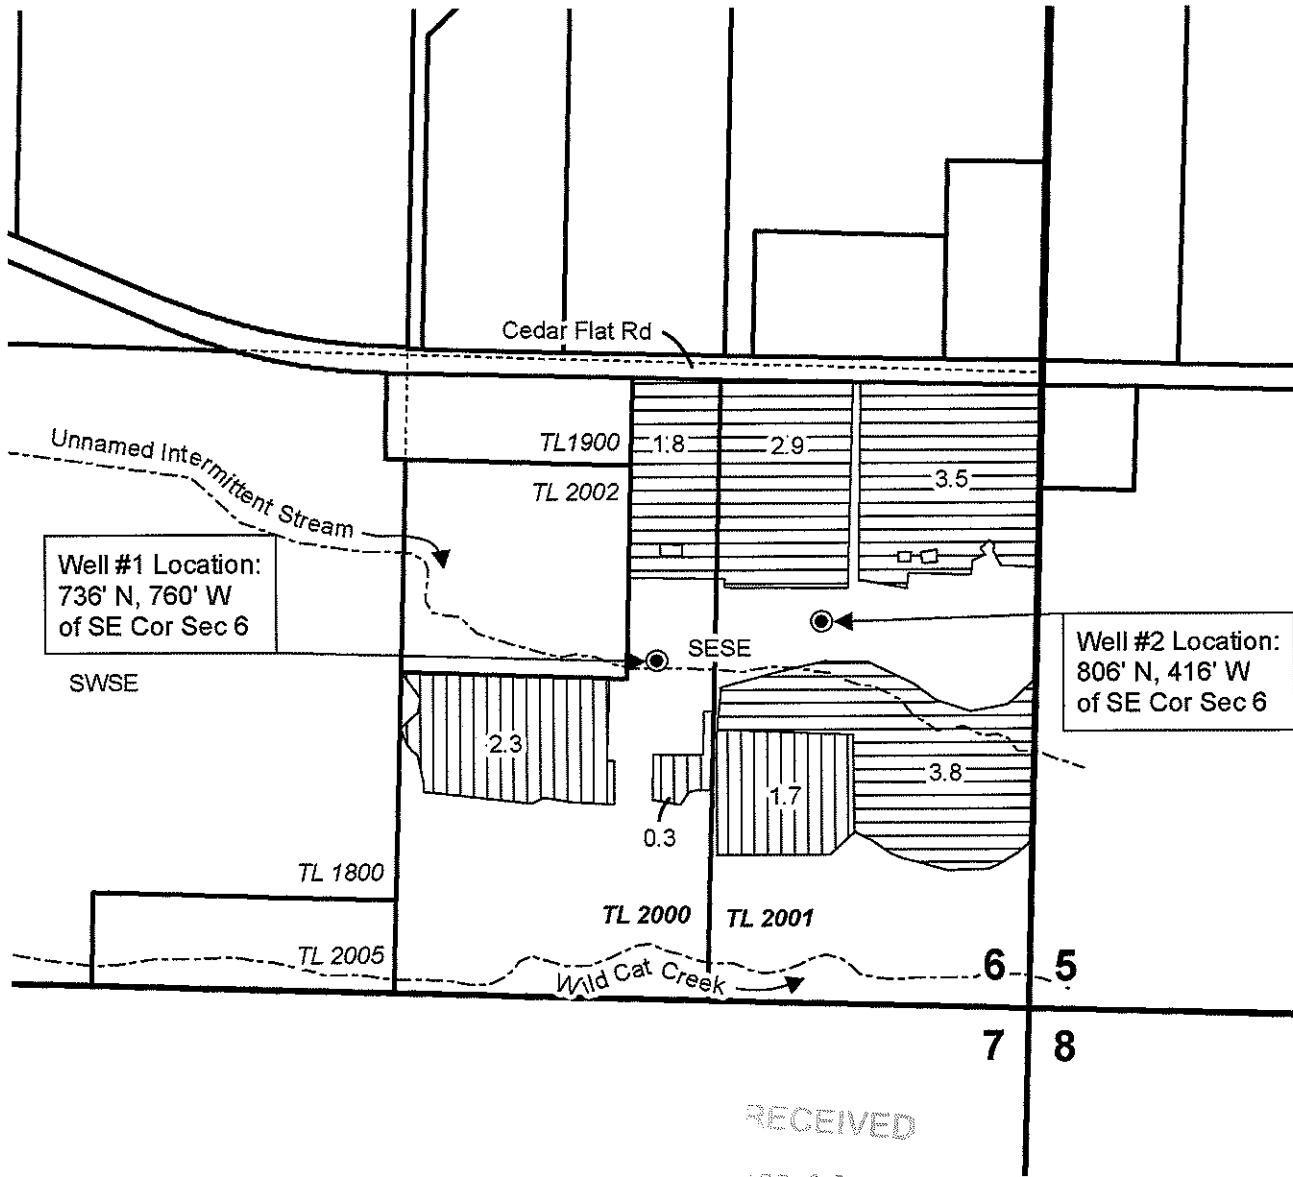 Cedar Flat Rd
Unnamed Intermittent Stream
TL1900
1.8
2.9
3.5
TL 2002
Well #1 Location:
736' N, 760' W
of SE Cor Sec 6
SWSE
SESE
Well #2 Location:
806' N, 416' W
of SE Cor Sec 6
2.3
0.3
1.7
3.8
TL 1800
TL 2000
TL 2001
TL 2005
Wild Cat Creek
6
5
7
8
RECEIVED